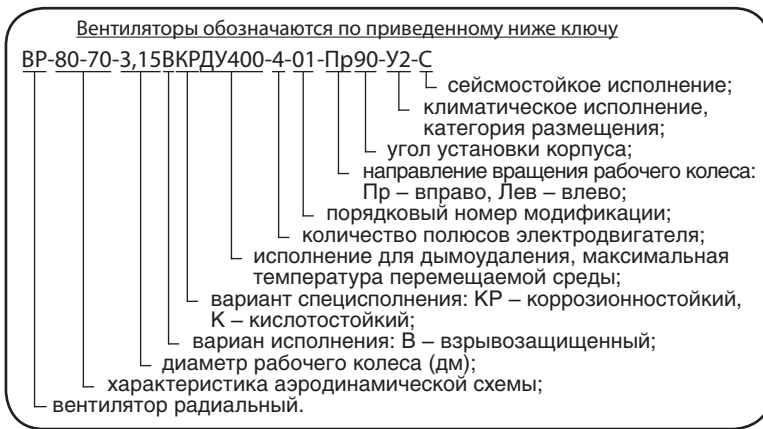 Вентиляторы обозначаются по приведенному ниже ключу
ВР-80-70-3,15ВКРДУ400-4-01-Пр90-У2-С
сейсмостойкое исполнение;
климатическое исполнение,
категория размещения;
угол установки корпуса;
направление вращения рабочего колеса:
Пр – вправо, Лев – влево;
порядковый номер модификации;
количество полюсов электродвигателя;
исполнение для дымоудаления, максимальная
температура перемещаемой среды;
вариант специсполнения: КР – коррозионностойкий,
К – кислотостойкий;
вариан исполнения: В – взрывозащищенный;
диаметр рабочего колеса (дм);
характеристика аэродинамической схемы;
вентилятор радиальный.